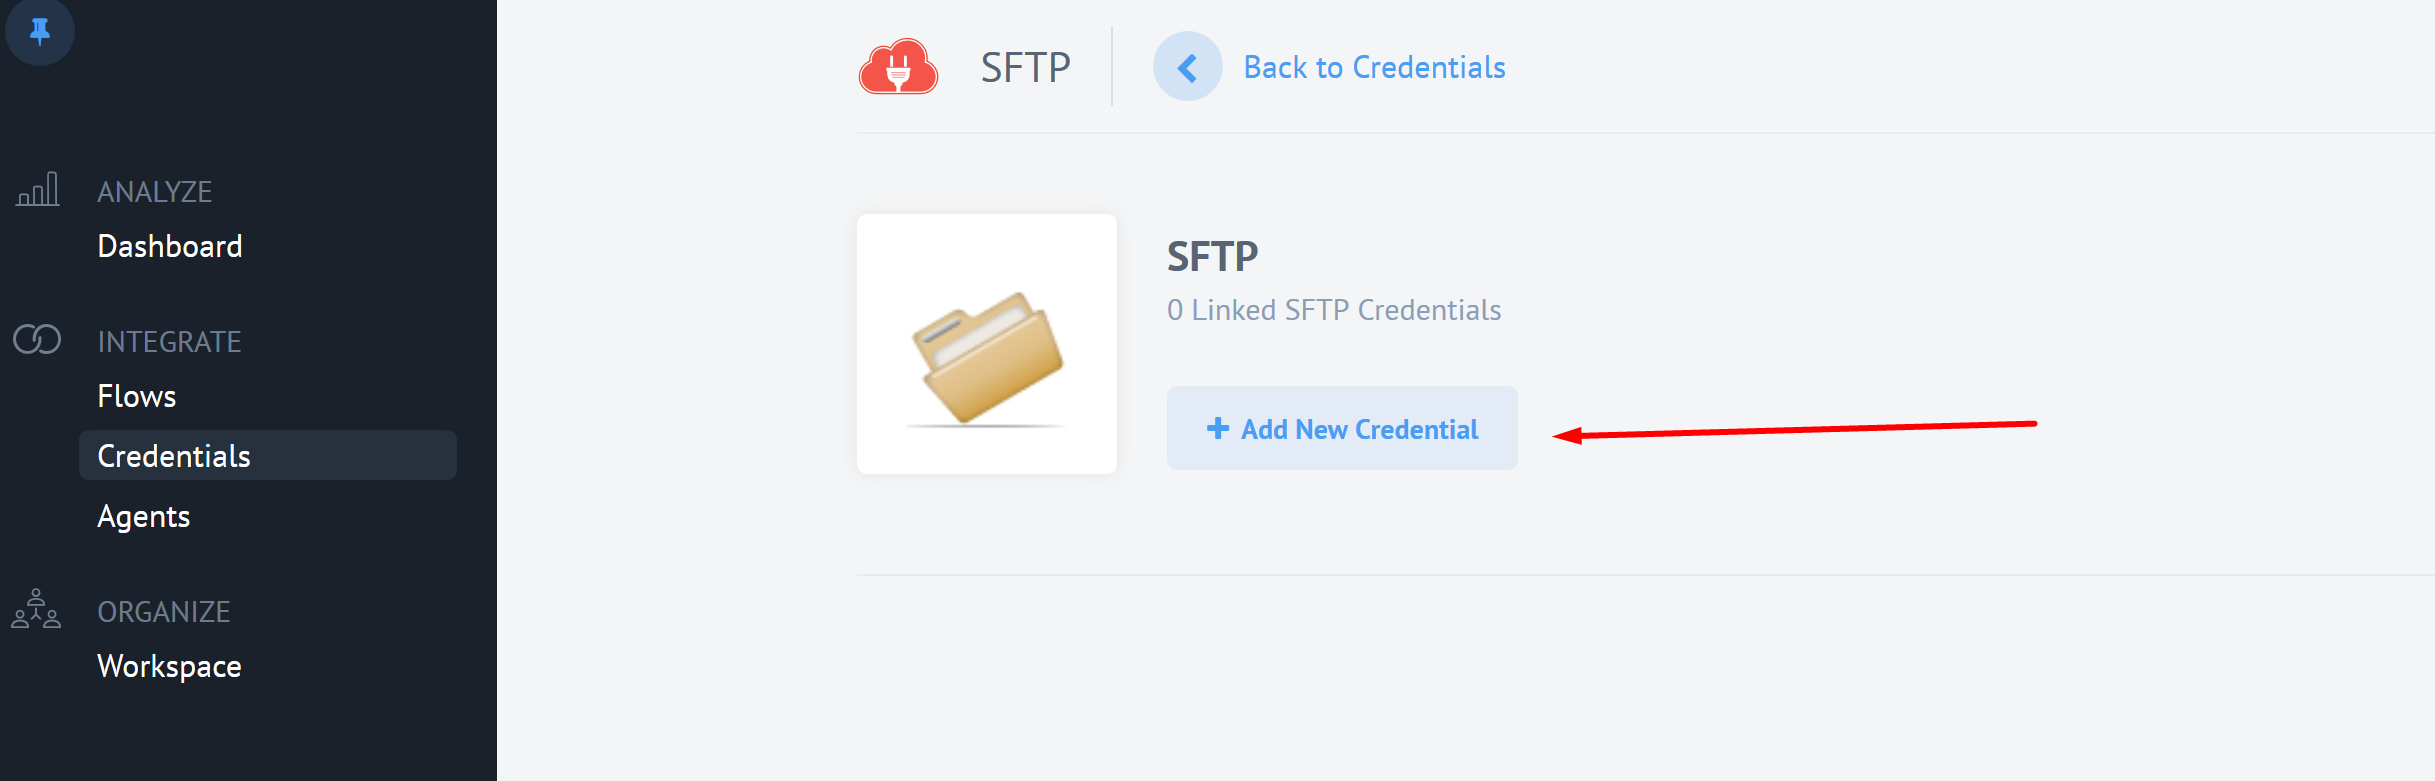 ANALYZE
Dashboard
INTEGRATE
Flows
Credentials
Agents
ORGANIZE
Workspace
SFTP
Back to Credentials
SFTP
0 Linked SFTP Credentials
Add New Credential